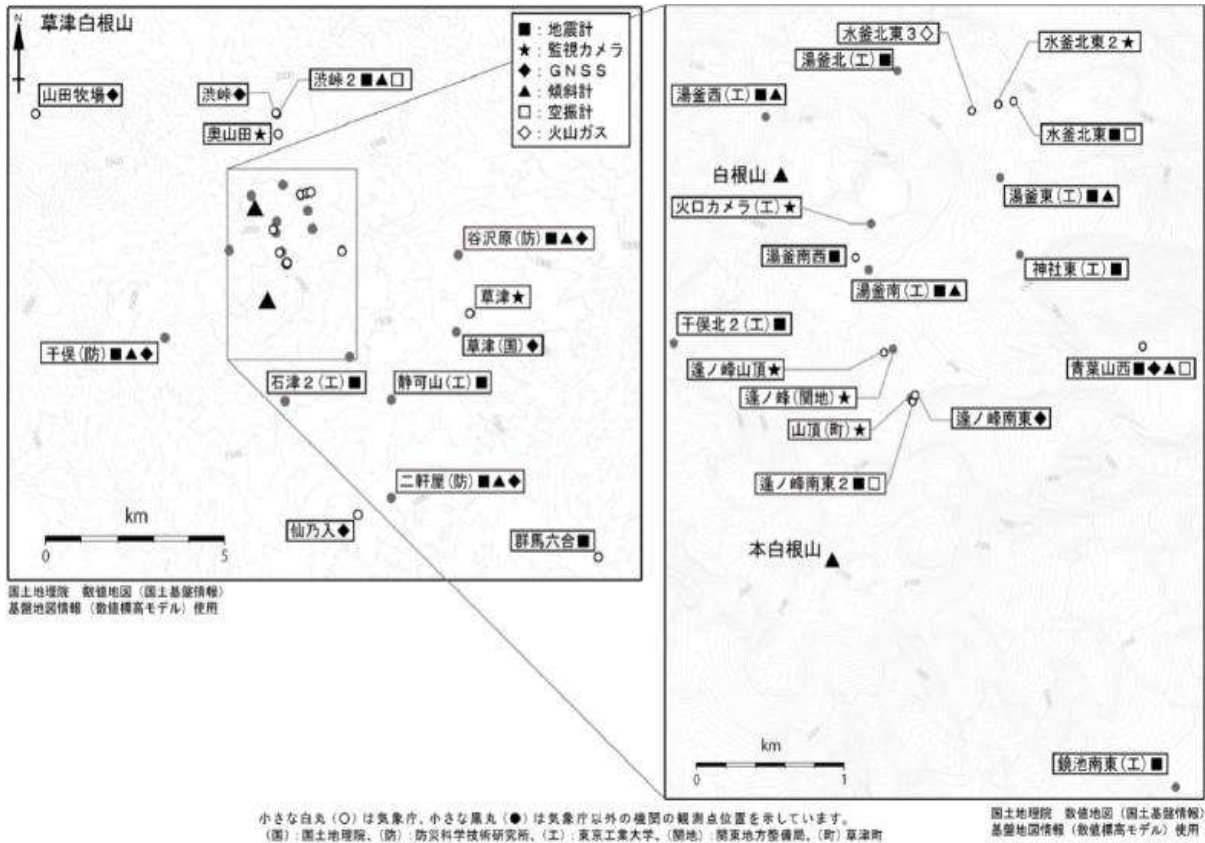 草津白根山
N
■：地震計
★：監視カメラ
◆：GNSS
▲：傾斜計
□：空振計
◇：火山ガス
山田牧場◆
渋峠◆
渋峠２■▲□
奥山田★
谷沢原(防)■▲◆
草津★
草津(国)◆
干俣(防)■▲◆
石津２(工)■
静可山(工)■
二軒屋(防)■▲◆
仙乃入◆
群馬六合■
km
0 5
国土地理院　数値地図（国土基盤情報）
基盤地図情報（数値標高モデル）使用
水釜北東３◇
水釜北東２★
湯釜北(工)■
湯釜西(工)■▲
水釜北東■□
白根山▲
湯釜東(工)■▲
火口カメラ(工)★
湯釜南西■
神社東(工)■
湯釜南(工)■▲
干俣北２(工)■
逢ノ峰山頂★
青葉山西■◆▲□
逢ノ峰(関地)★
山頂(町)★
逢ノ峰南東◆
逢ノ峰南東２■□
本白根山▲
鏡池南東(工)■
km
0 1
国土地理院　数値地図（国土基盤情報）
基盤地図情報（数値標高モデル）使用
小さな白丸（○）は気象庁、小さな黒丸（●）は気象庁以外の機関の観測点位置を示しています。
（国）：国土地理院、（防）：防災科学技術研究所、（工）：東京工業大学、（関地）：関東地方整備局、（町）草津町